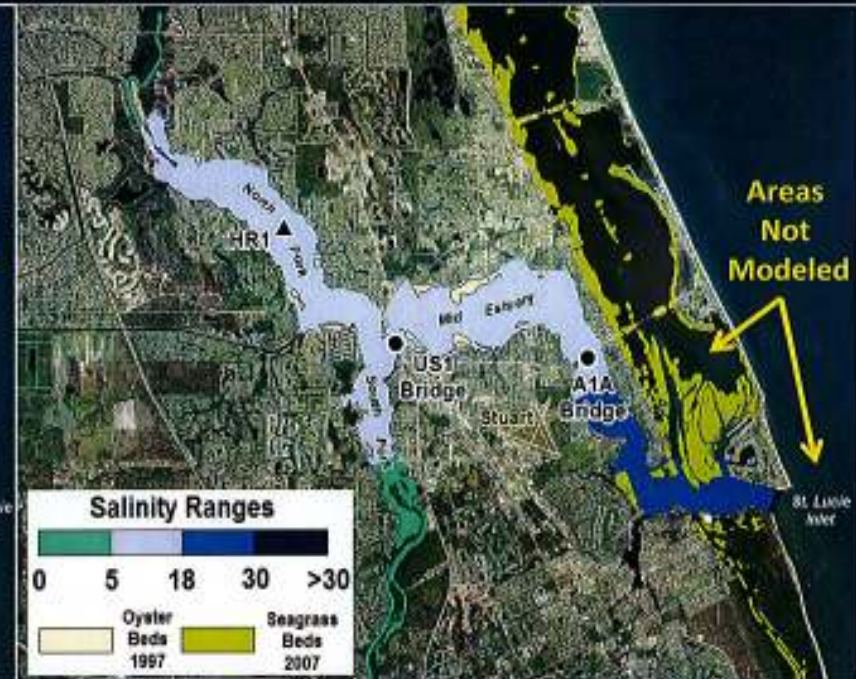 Areas
Not
Modeled
North
Fork
HR1
Mid Estuary
US1
Bridge
A1A
Bridge
South
Stuart
St. Lucie
Inlet
Salinity Ranges
0 5 18 30 >30
Oyster
Beds
1997
Seagrass
Beds
2007